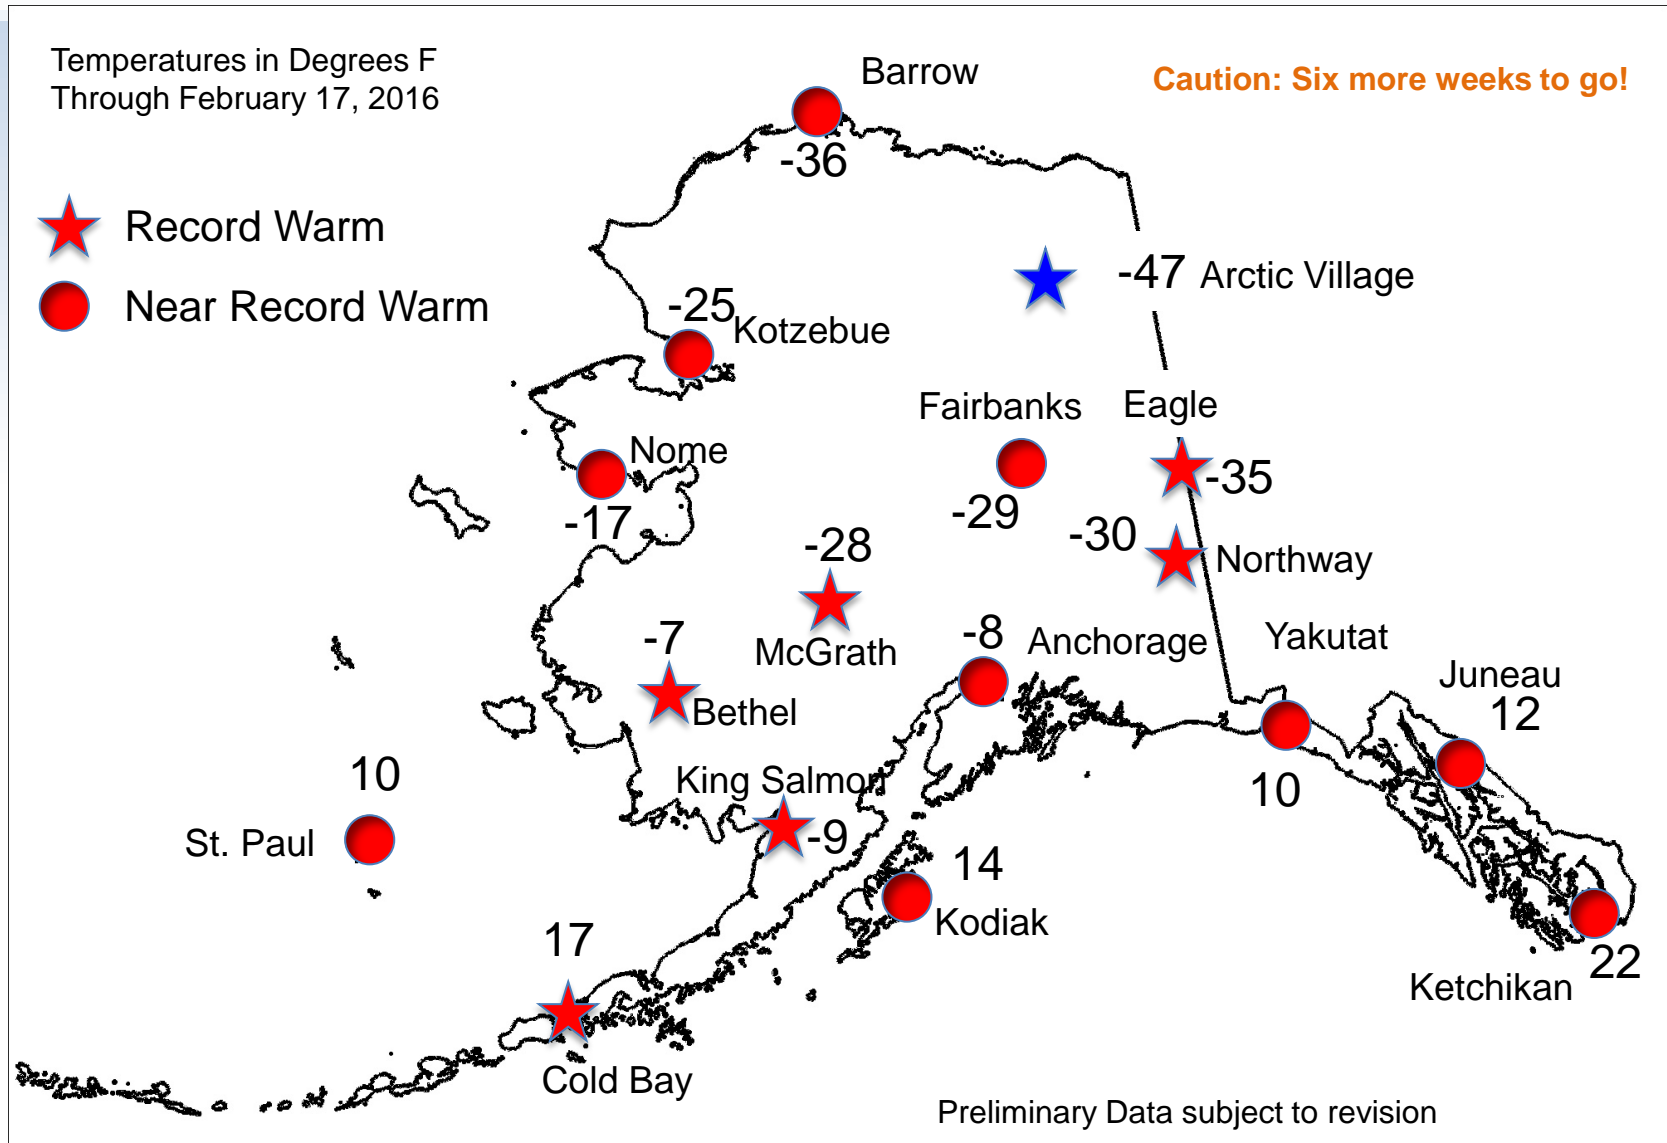 Temperatures in Degrees F
Through February 17, 2016
Caution: Six more weeks to go!
Record Warm
Near Record Warm
Barrow
-36
-47 Arctic Village
-25
Kotzebue
Fairbanks
-29
Eagle
-35
Nome
-17
-30
Northway
-28
McGrath
-7
Bethel
-8
Anchorage
Yakutat
10
Juneau
12
10
St. Paul
King Salmon
-9
14
Kodiak
17
Cold Bay
22
Ketchikan
Preliminary Data subject to revision